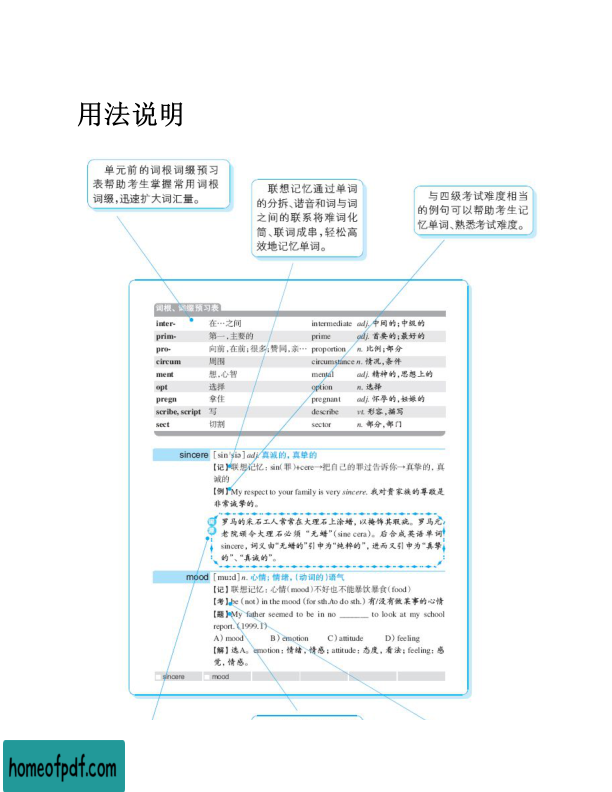 用法说明
单元前的词根词缀预习
表帮助考生掌握常用词根
词缀,迅速扩大词汇量。
联想记忆通过单词
的分拆、谐音和词与词
之间的联系将难词化
简、联词成串,轻松高
效地记忆单词。
与四级考试难度相当
的例句可以帮助考生记
忆单词、熟悉考试难度。
词根、词缀预习表
inter- 在…之间 intermediate adj. 中间的;中级的
prim- 第一,主要的 prime adj. 首要的;最好的
pro- 向前,在前;很多;赞同,亲… proportion n. 比例;部分
circum 周围 circumstance n. 情况,条件
ment 想,心智 mental adj. 精神的,思想上的
opt 选择 option n. 选择
pregn 拿住 pregnant adj. 怀孕的,妊娠的
scribe, script 写 describe vt. 形容,描写
sect 切割 sector n. 部分,部门
sincere [sin'siə] adj. 真诚的,真挚的
【记】联想记忆:sin(罪)+cere→把自己的罪过告诉你→真挚的,真
诚的
【例】My respect to your family is very sincere. 我对贵家族的尊敬是
非常诚挚的。
罗马的采石工人常常在大理石上涂蜡,以掩饰其瑕疵。罗马元
老院颁令大理石必须“无蜡”(sine cera)。后合成英语单词
sincere,词义由“无蜡的”引申为“纯粹的”,进而又引申为“真挚
的”、“真诚的”。
mood [mu:d] n. 心情;情绪,(动词的)语气
【记】联想记忆:心情(mood)不好也不能暴饮暴食(food)
【考】be (not) in the mood (for sth./to do sth.) 有/没有做某事的心情
【题】My father seemed to be in no ______ to look at my school
report. (1999.1)
A) mood B) emotion C) attitude D) feeling
【解】选A。emotion:情绪,情感;attitude:态度,看法;feeling:感
觉,情感。
sincere mood
homeofpdf.com